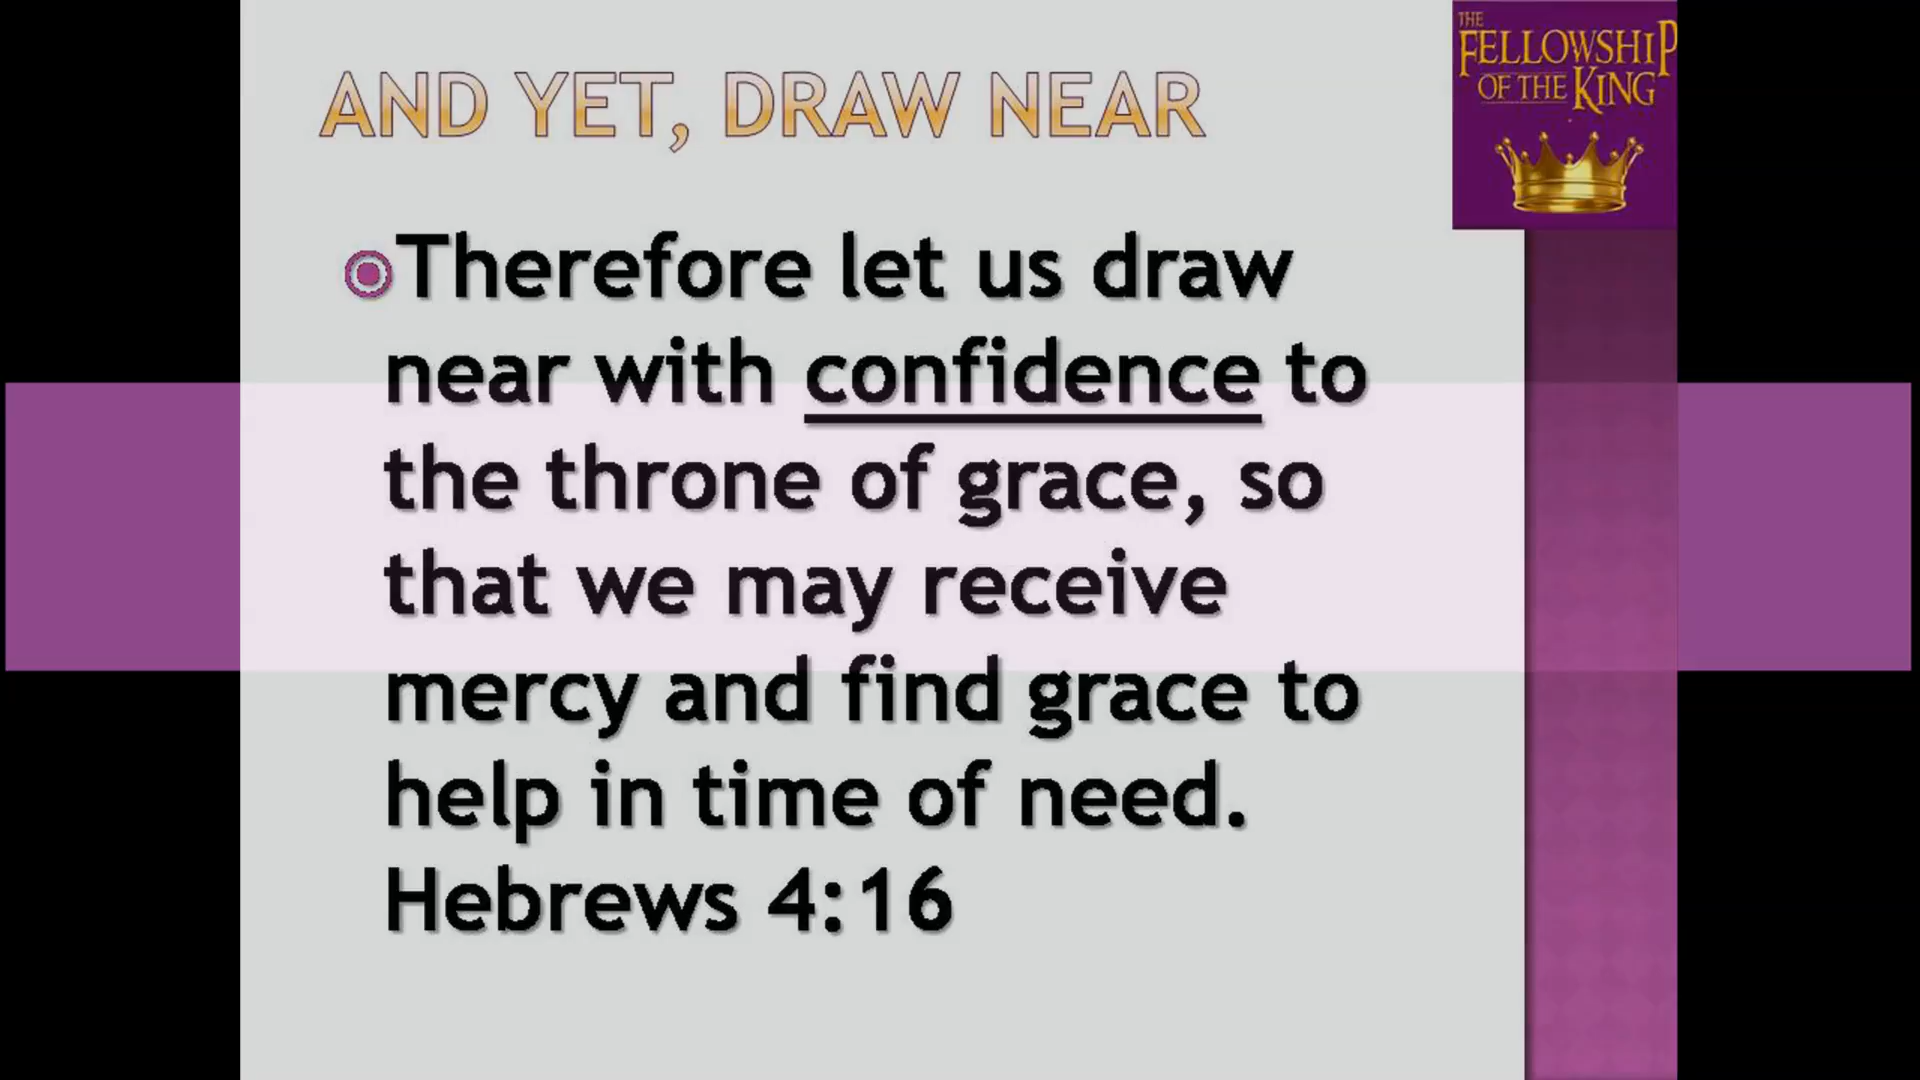 THE
FELLOWSHIP
OF THE KING
AND YET, DRAW NEAR
Therefore let us draw
near with confidence to
the throne of grace, so
that we may receive
mercy and find grace to
help in time of need.
Hebrews 4:16